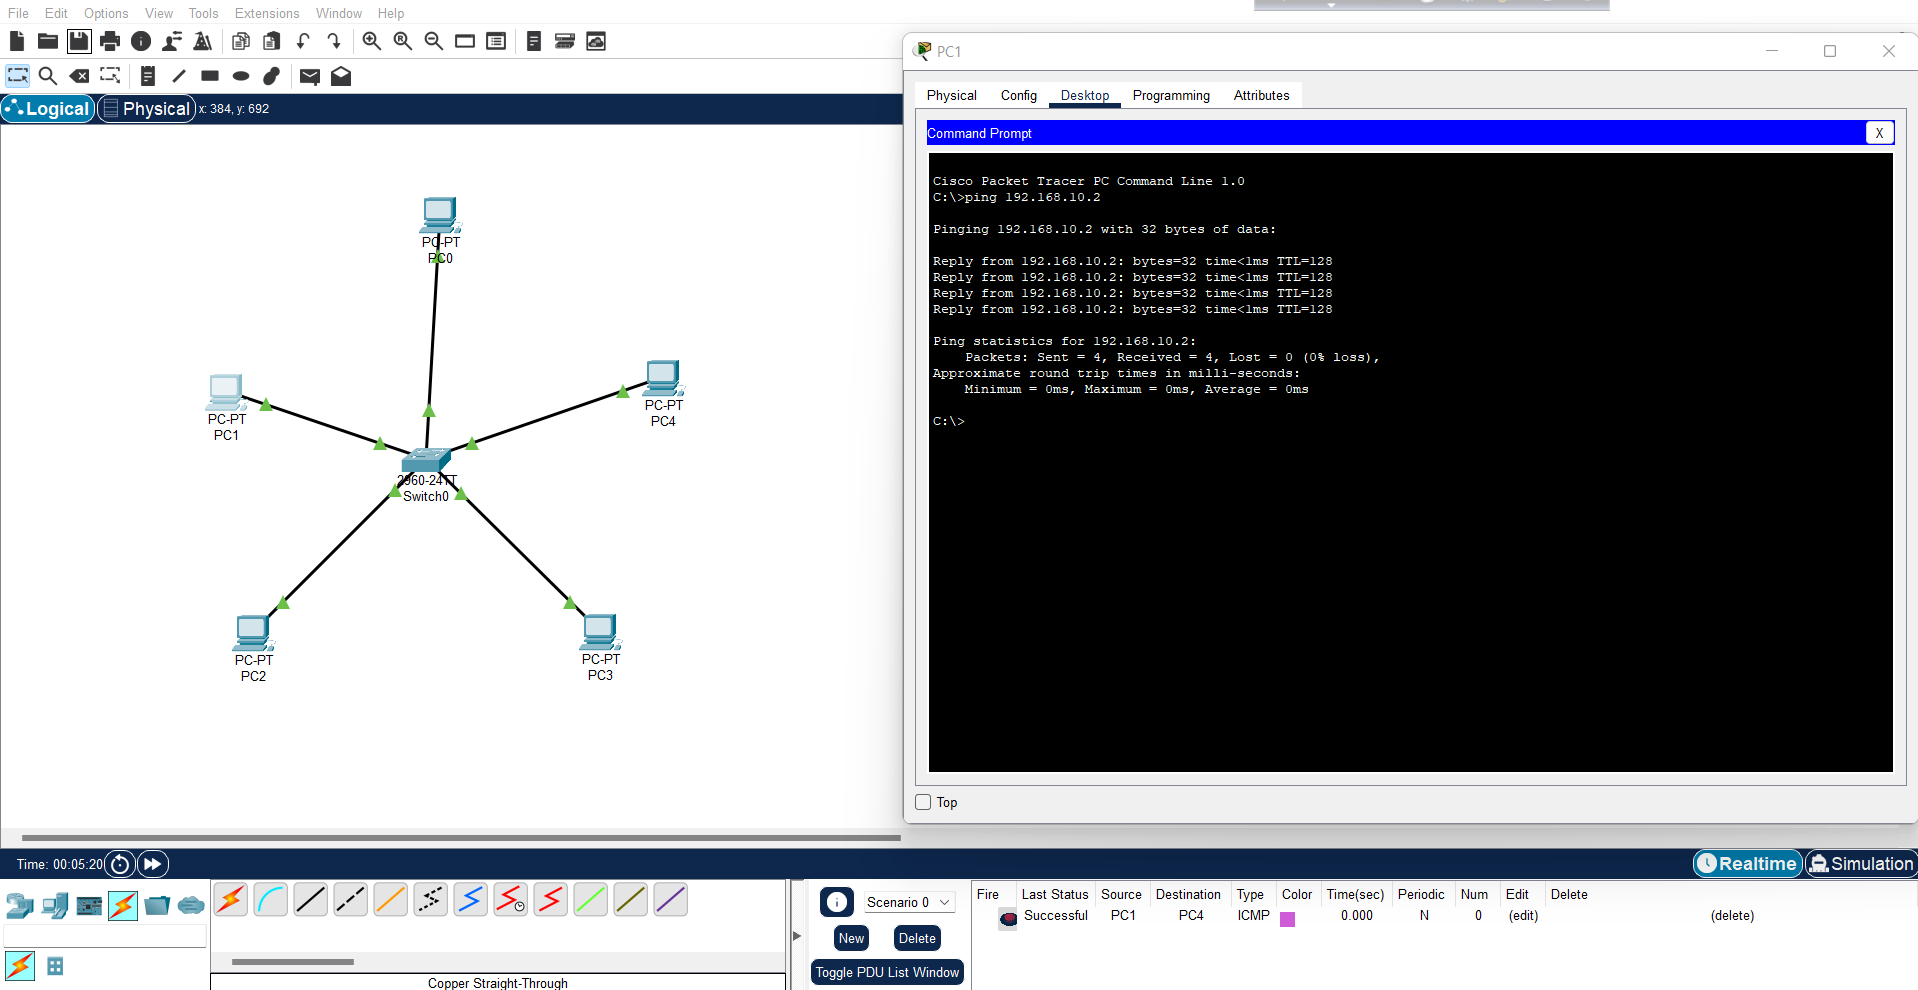 File Edit Options View Tools Extensions Window Help
Logical Physical x: 384, y: 692
PC-PT
PC0
PC-PT
PC1
PC-PT
PC4
2960-24TT
Switch0
PC-PT
PC2
PC-PT
PC3
PC1
Physical Config Desktop Programming Attributes
Command Prompt X
Cisco Packet Tracer PC Command Line 1.0
C:\>ping 192.168.10.2
Pinging 192.168.10.2 with 32 bytes of data:
Reply from 192.168.10.2: bytes=32 time<1ms TTL=128
Reply from 192.168.10.2: bytes=32 time<1ms TTL=128
Reply from 192.168.10.2: bytes=32 time<1ms TTL=128
Reply from 192.168.10.2: bytes=32 time<1ms TTL=128
Ping statistics for 192.168.10.2:
Packets: Sent = 4, Received = 4, Lost = 0 (0% loss),
Approximate round trip times in milli-seconds:
Minimum = 0ms, Maximum = 0ms, Average = 0ms
C:\>
Top
Time: 00:05:20
Realtime Simulation
Copper Straight-Through
Scenario 0
New Delete
Toggle PDU List Window
Fire Last Status Source Destination Type Color Time(sec) Periodic Num Edit Delete
Successful PC1 PC4 ICMP 0.000 N 0 (edit) (delete)